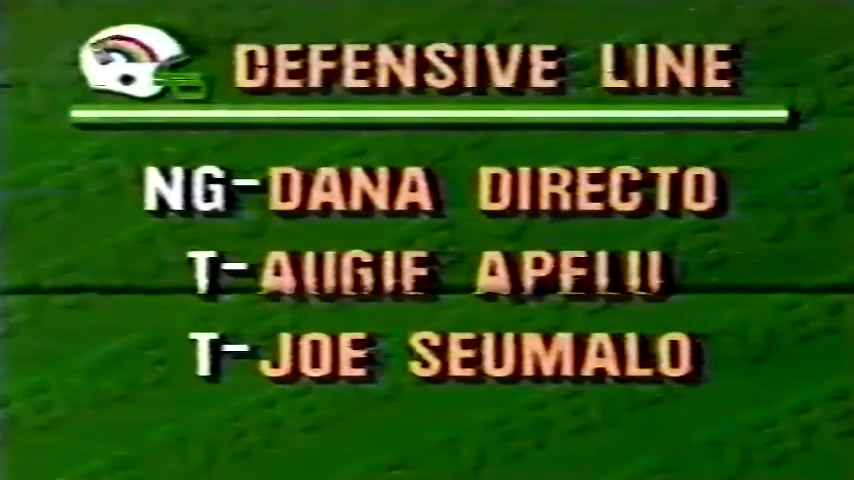 DEFENSIVE LINE
NG-DANA DIRECTO
T-AUGIE APELU
T-JOE SEUMALO